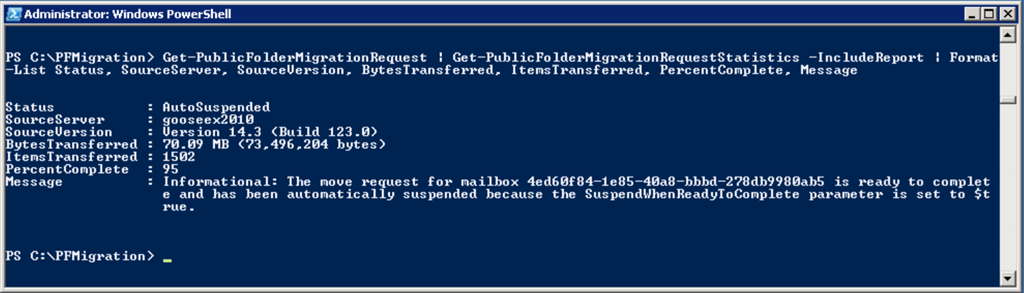 Administrator: Windows PowerShell
PS C:\PFMigration> Get-PublicFolderMigrationRequest | Get-PublicFolderMigrationRequestStatistics -IncludeReport | Format
-List Status, SourceServer, SourceVersion, BytesTransferred, ItemsTransferred, PercentComplete, Message
Status : AutoSuspended
SourceServer : gooseex2010
SourceVersion : Version 14.3 (Build 123.0)
BytesTransferred : 70.09 MB (73,496,204 bytes)
ItemsTransferred : 1502
PercentComplete : 95
Message : Informational: The move request for mailbox 4ed60f84-1e85-40a8-bbbd-278db9980ab5 is ready to complet
e and has been automatically suspended because the SuspendWhenReadyToComplete parameter is set to $t
rue.
PS C:\PFMigration> _